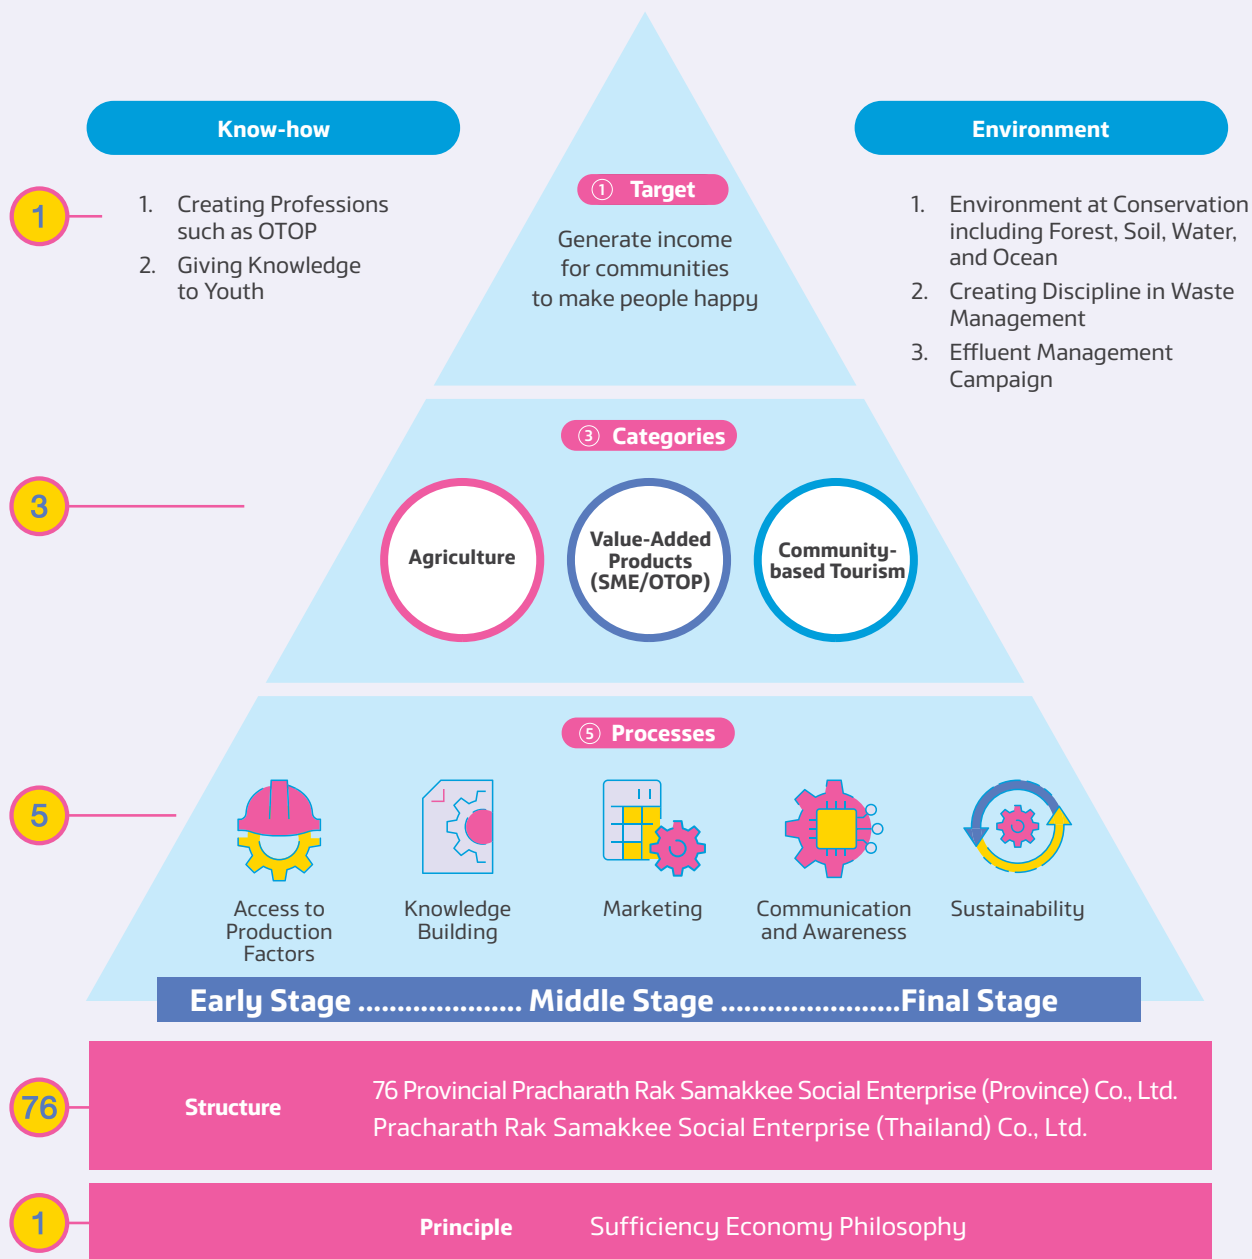 Know-how
Environment
1
1. Creating Professions
such as OTOP
2. Giving Knowledge
to Youth
① Target
Generate income
for communities
to make people happy
1. Environment at Conservation
including Forest, Soil, Water,
and Ocean
2. Creating Discipline in Waste
Management
3. Effluent Management
Campaign
3
③ Categories
Agriculture
Value-Added
Products
(SME/OTOP)
Community-
based Tourism
5
⑤ Processes
Access to
Production
Factors
Knowledge
Building
Marketing
Communication
and Awareness
Sustainability
Early Stage ..................... Middle Stage .......................Final Stage
76
Structure
76 Provincial Pracharath Rak Samakkee Social Enterprise (Province) Co., Ltd.
Pracharath Rak Samakkee Social Enterprise (Thailand) Co., Ltd.
1
Principle
Sufficiency Economy Philosophy